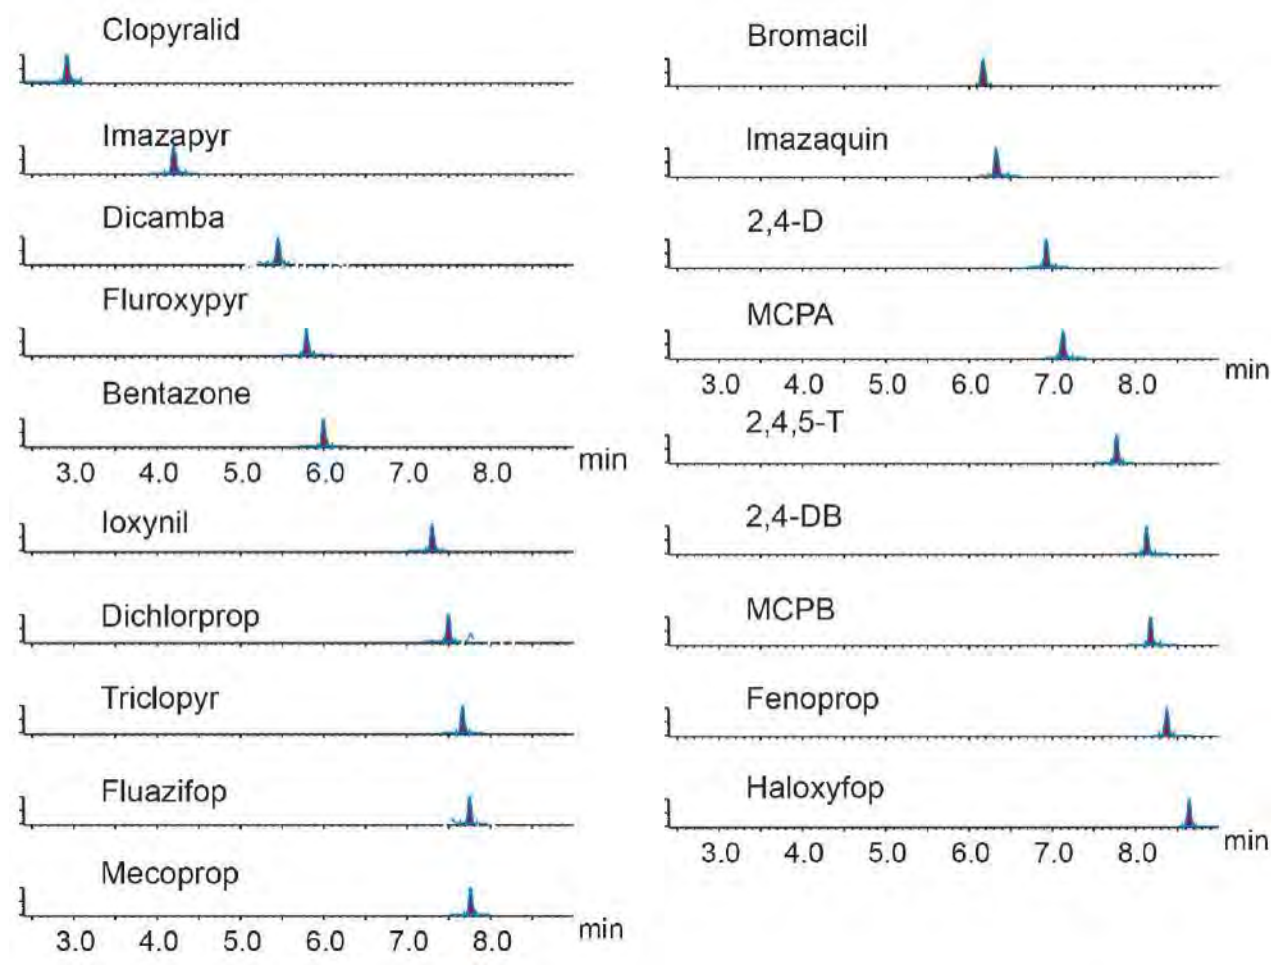 Clopyralid
Imazapyr
Dicamba
Fluroxypyr
Bentazone
3.0 4.0 5.0 6.0 7.0 8.0 min
Ioxynil
Dichlorprop
Triclopyr
Fluazifop
Mecoprop
3.0 4.0 5.0 6.0 7.0 8.0 min
Bromacil
Imazaquin
2,4-D
MCPA
3.0 4.0 5.0 6.0 7.0 8.0 min
2,4,5-T
2,4-DB
MCPB
Fenoprop
Haloxyfop
3.0 4.0 5.0 6.0 7.0 8.0 min